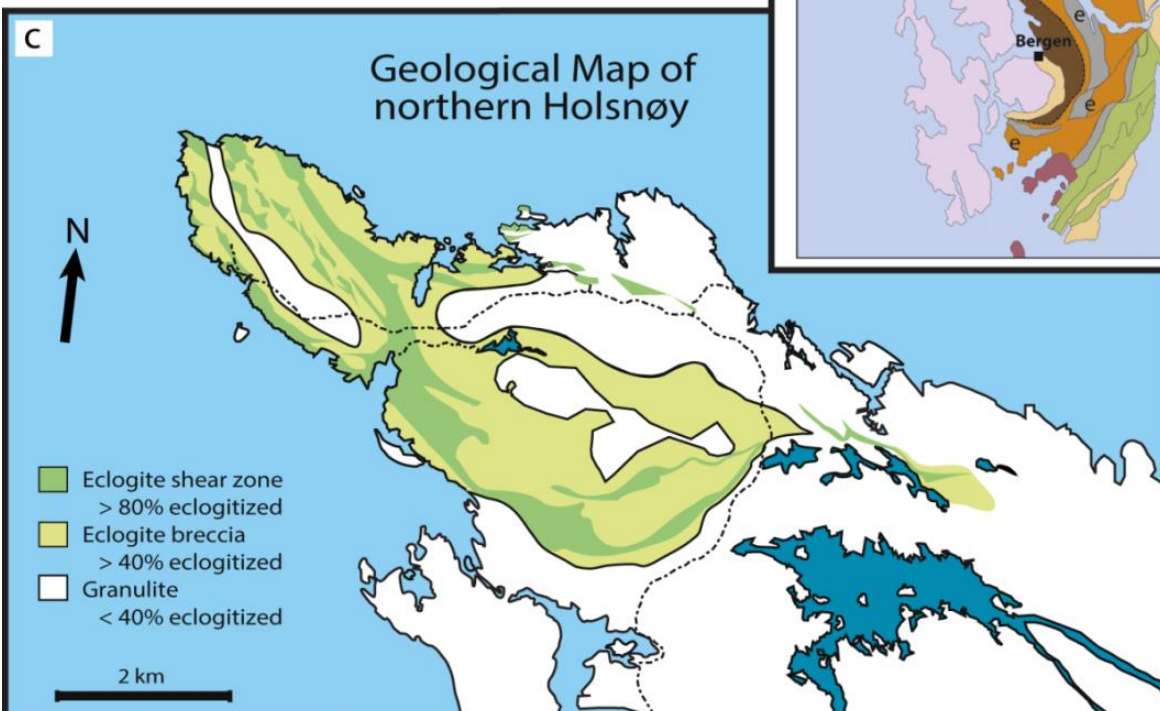 C
Geological Map of
northern Holsnøy
e
Bergen
e
e
N
Eclogite shear zone
> 80% eclogitized
Eclogite breccia
> 40% eclogitized
Granulite
< 40% eclogitized
2 km